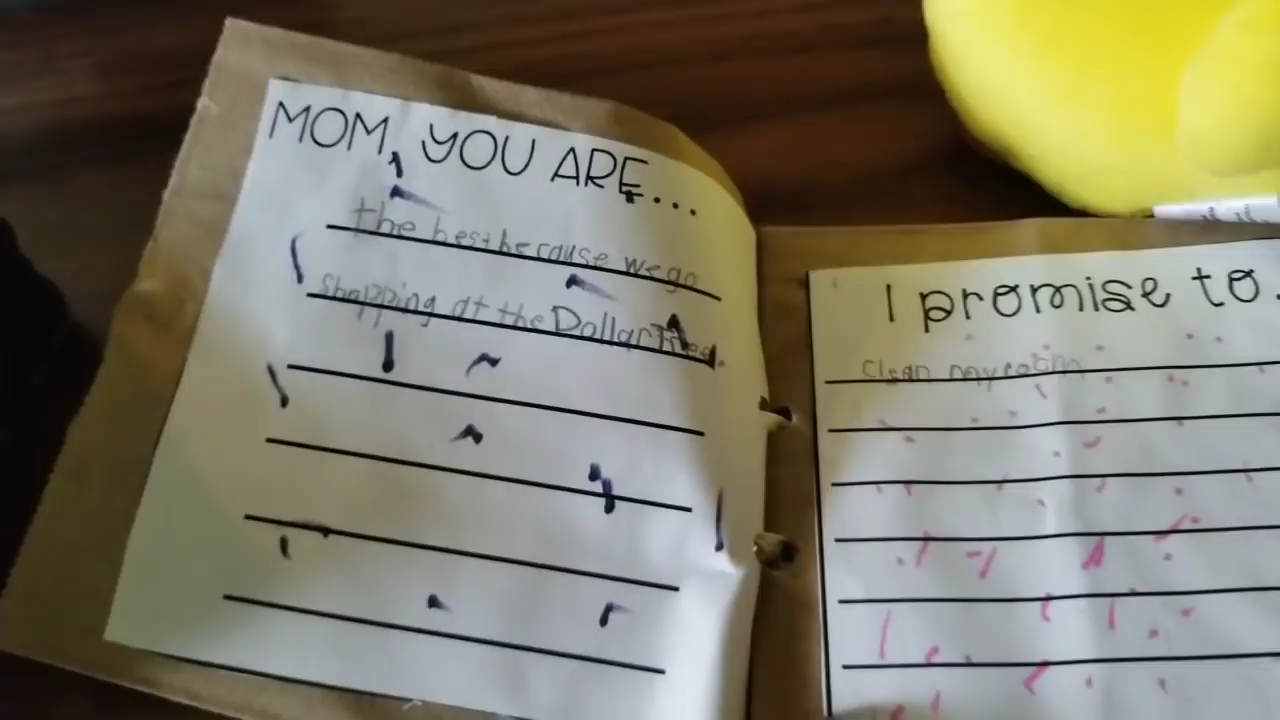 MOM, YOU ARE...
the best because we go
Shopping at the Dollar Tree.
I promise to.
clean my room